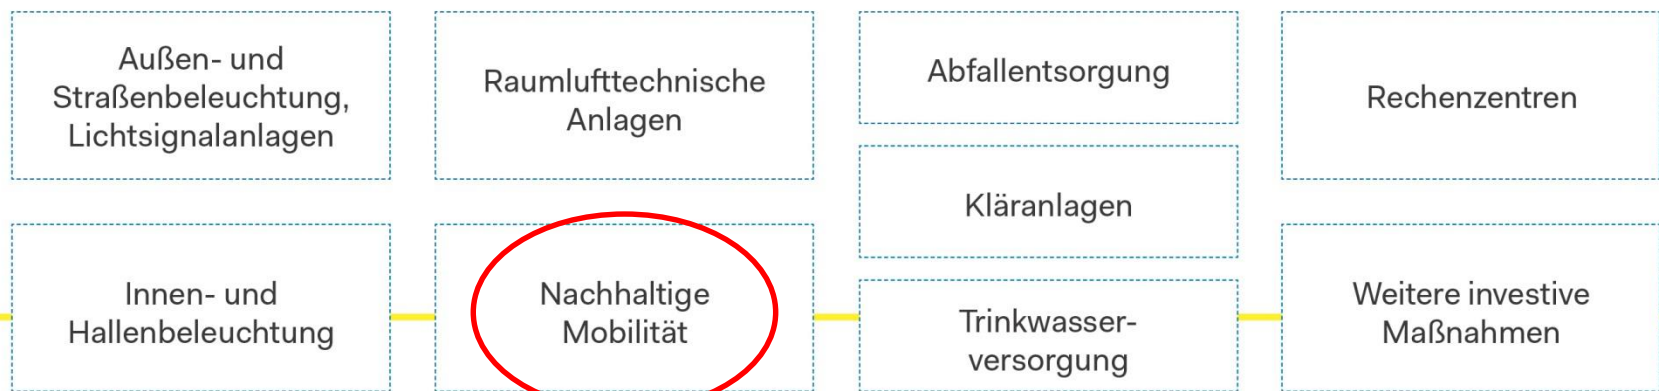 Außen- und
Straßenbeleuchtung,
Lichtsignalanlagen
Raumlufttechnische
Anlagen
Abfallentsorgung
Rechenzentren
Kläranlagen
Innen- und
Hallenbeleuchtung
Nachhaltige
Mobilität
Trinkwasser-
versorgung
Weitere investive
Maßnahmen